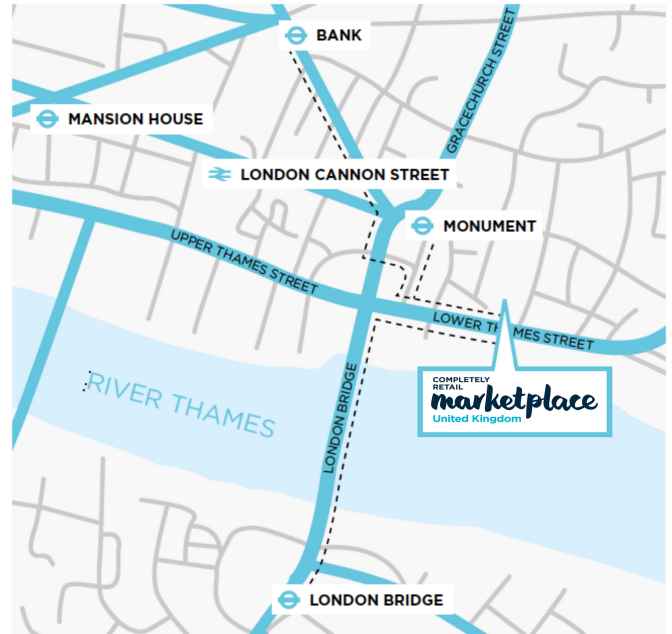 BANK
GRACECHURCH STREET
MANSION HOUSE
LONDON CANNON STREET
MONUMENT
UPPER THAMES STREET
LOWER THAMES STREET
COMPLETELY
RETAIL
marketplace
United Kingdom
RIVER THAMES
LONDON BRIDGE
LONDON BRIDGE